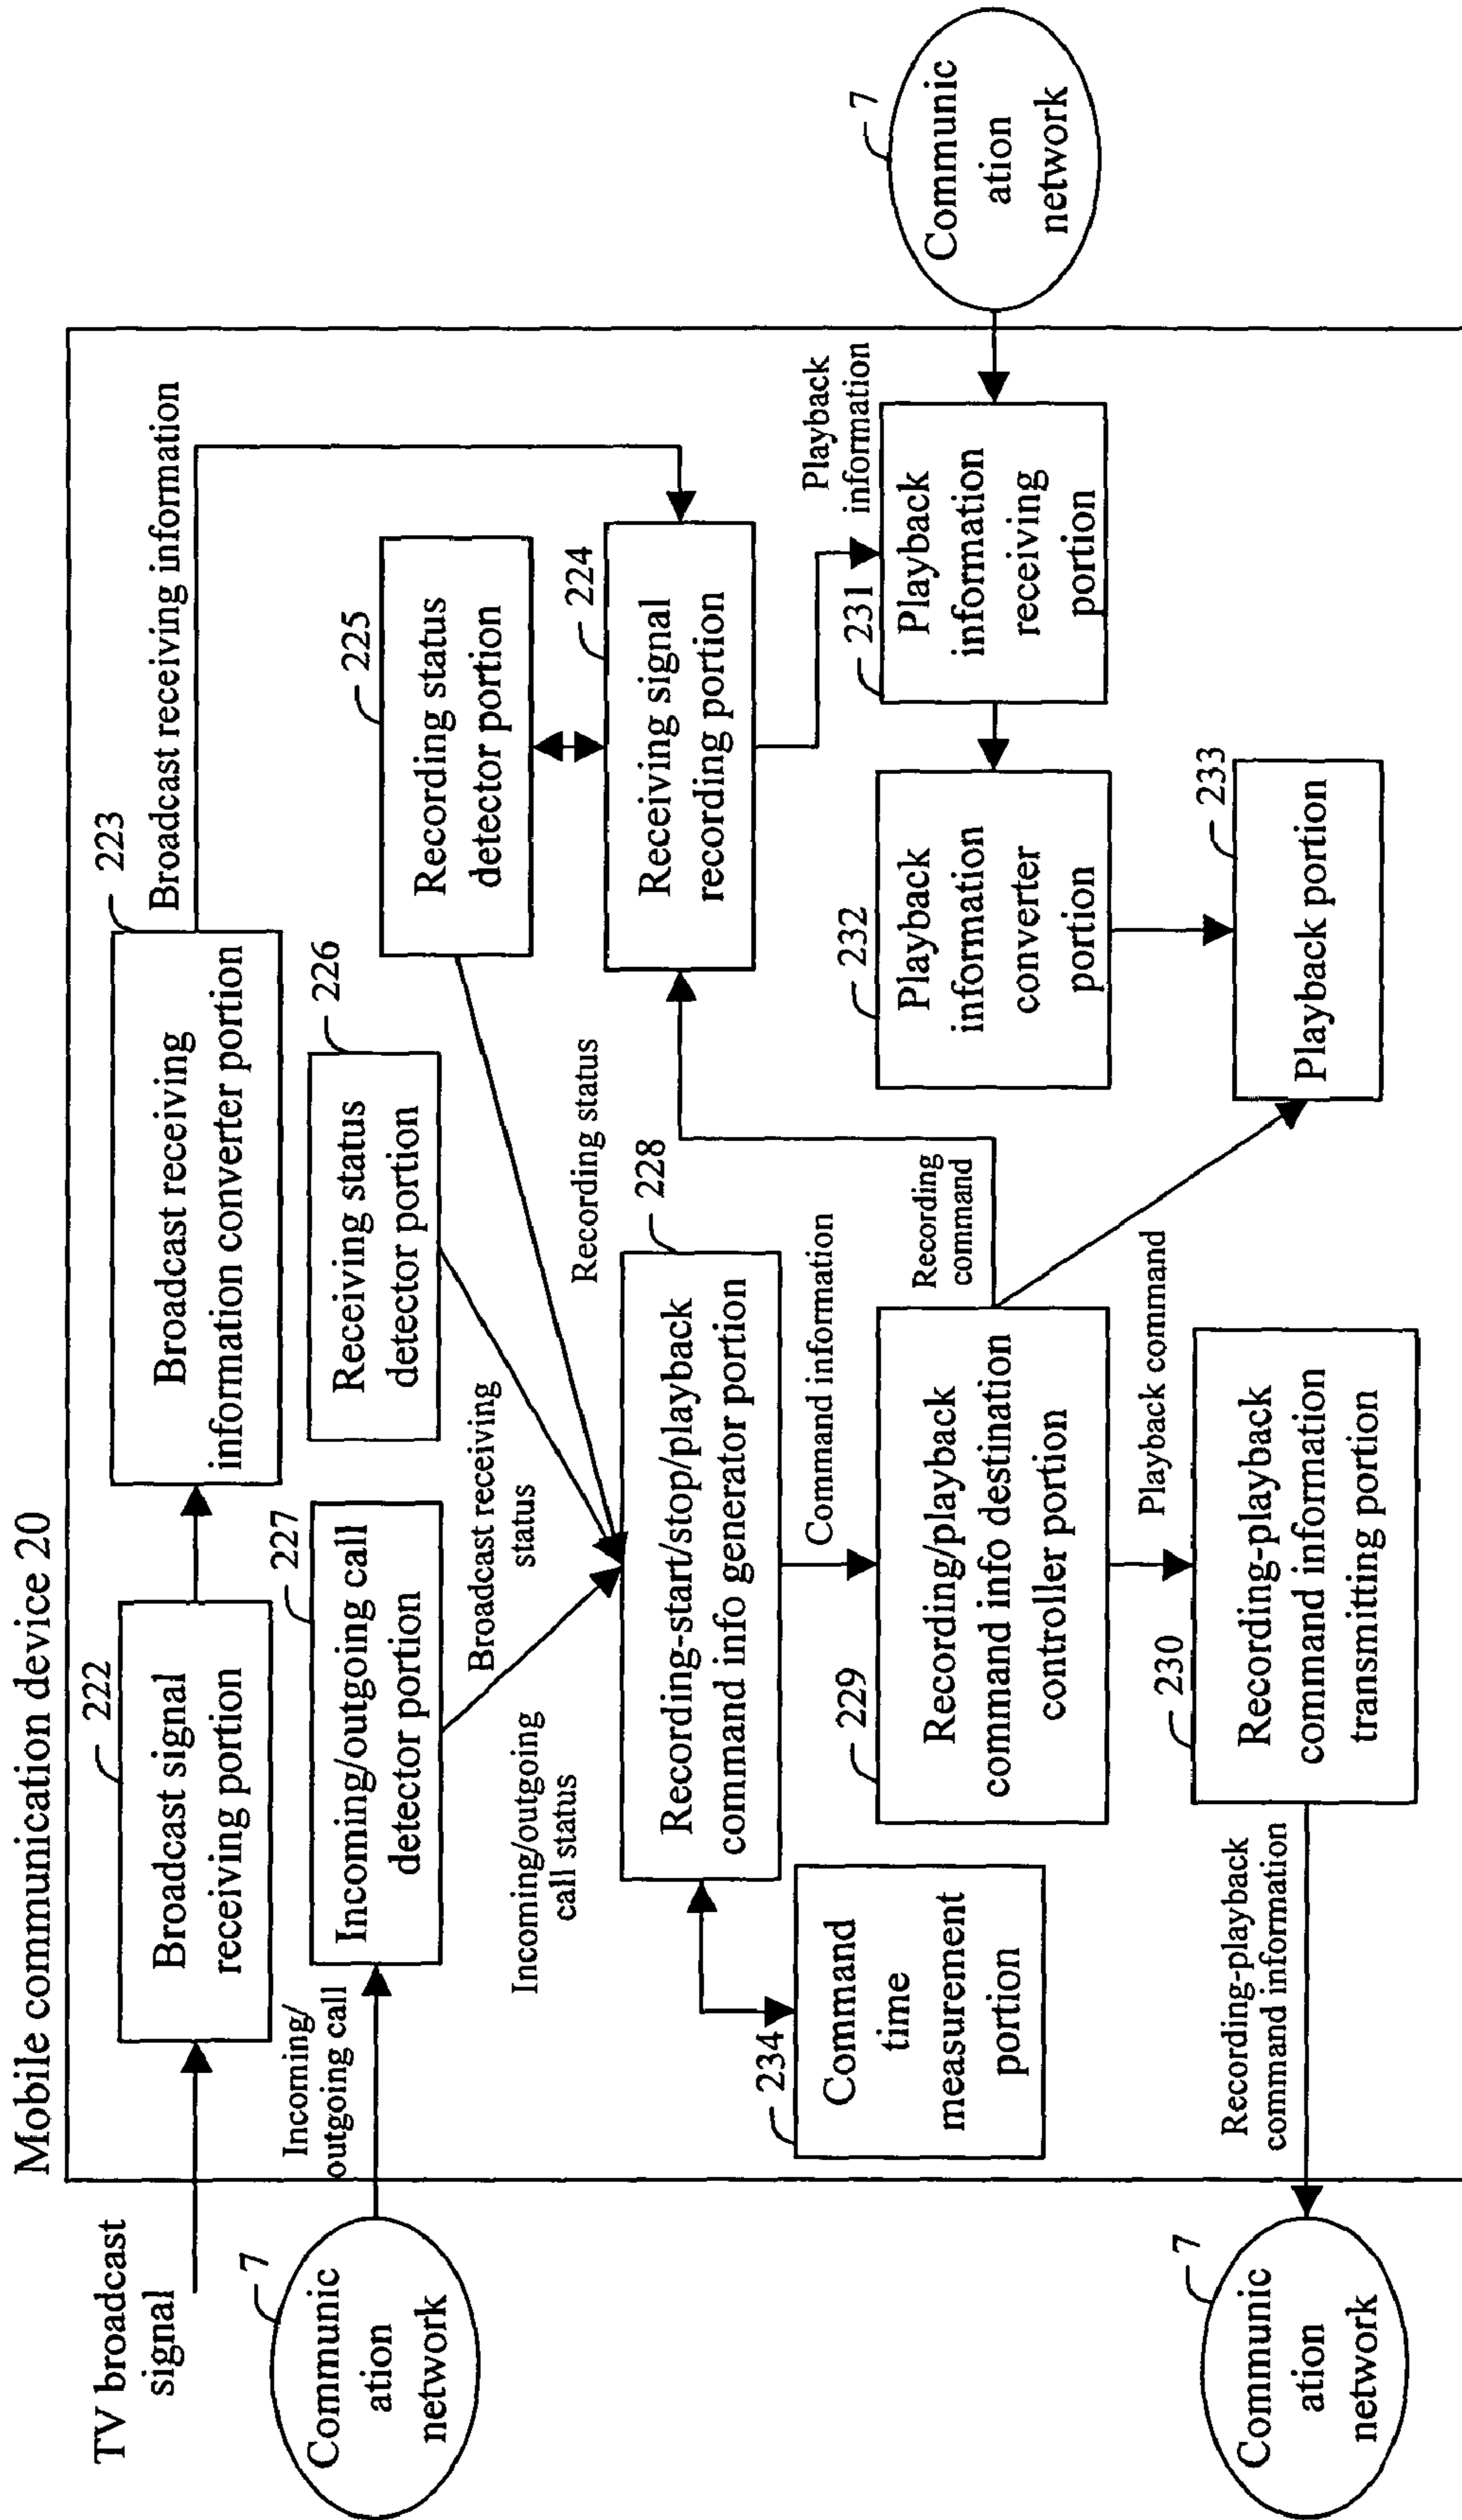 Mobile communication device 20
TV broadcast
signal
222
Broadcast signal
receiving portion
223
Broadcast receiving
information converter portion
Broadcast receiving information
7
Communic
ation
network
Incoming/
outgoing call
227
Incoming/outgoing call
detector portion
226
Receiving status
detector portion
225
Recording status
detector portion
Incoming/outgoing
call status
Broadcast receiving
status
Recording status
224
Receiving signal
recording portion
228
Recording-start/stop/playback
command info generator portion
234
Command
time
measurement
portion
Command information
Recording
command
Playback
information
229
Recording/playback
command info destination
controller portion
232
Playback
information
converter
portion
231
Playback
information
receiving
portion
7
Communic
ation
network
Playback command
230
Recording-playback
command information
transmitting portion
233
Playback portion
Recording-playback
command information
7
Communic
ation
network